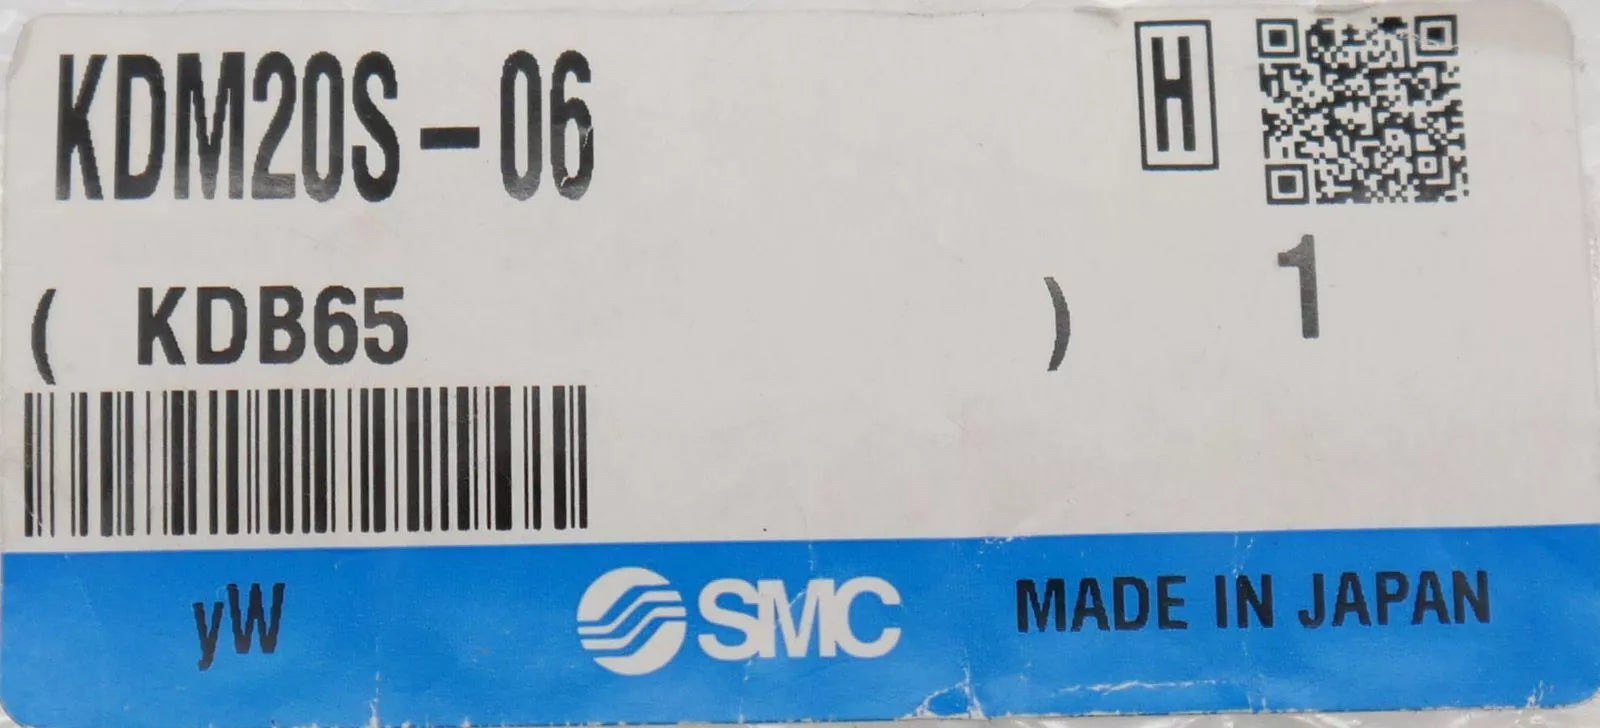 KDM20S-06
H
( KDB65 )
1
yW
SMC
MADE IN JAPAN